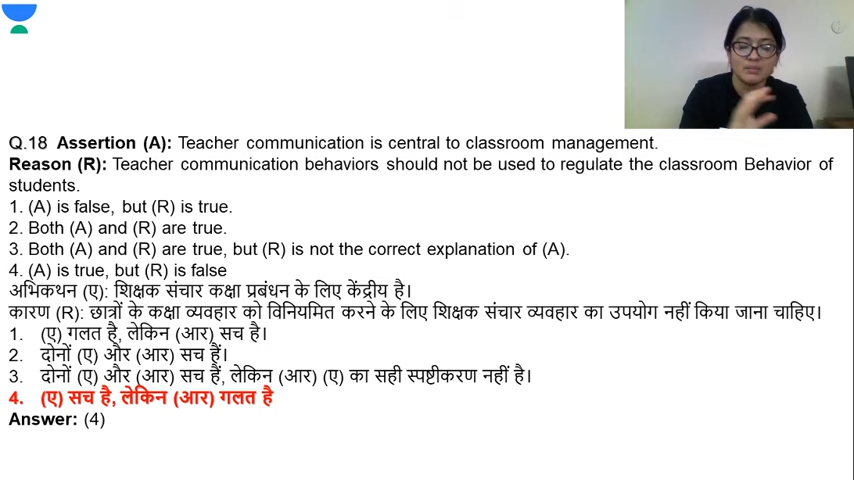 Q.18 Assertion (A): Teacher communication is central to classroom management.
Reason (R): Teacher communication behaviors should not be used to regulate the classroom Behavior of
students.
1. (A) is false, but (R) is true.
2. Both (A) and (R) are true.
3. Both (A) and (R) are true, but (R) is not the correct explanation of (A).
4. (A) is true, but (R) is false
अभिकथन (ए): शिक्षक संचार कक्षा प्रबंधन के लिए केंद्रीय है।
कारण (R): छात्रों के कक्षा व्यवहार को विनियमित करने के लिए शिक्षक संचार व्यवहार का उपयोग नहीं किया जाना चाहिए।
1. (ए) गलत है, लेकिन (आर) सच है।
2. दोनों (ए) और (आर) सच हैं।
3. दोनों (ए) और (आर) सच हैं, लेकिन (आर) (ए) का सही स्पष्टीकरण नहीं है।
4. (ए) सच है, लेकिन (आर) गलत है
Answer: (4)